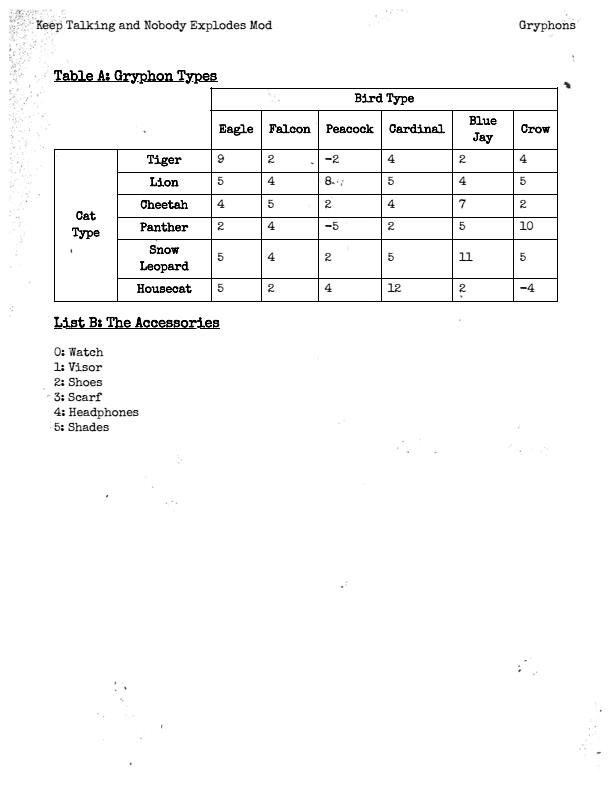 Keep Talking and Nobody Explodes Mod Gryphons
Table A: Gryphon Types
Bird Type
Eagle Falcon Peacock Cardinal Blue Jay Crow
Cat Type
Tiger 9 2 -2 4 2 4
Lion 5 4 8 5 4 5
Cheetah 4 5 2 4 7 2
Panther 2 4 -5 2 5 10
Snow Leopard 5 4 2 5 11 5
Housecat 5 2 4 12 2 -4
List B: The Accessories
0: Watch
1: Visor
2: Shoes
3: Scarf
4: Headphones
5: Shades